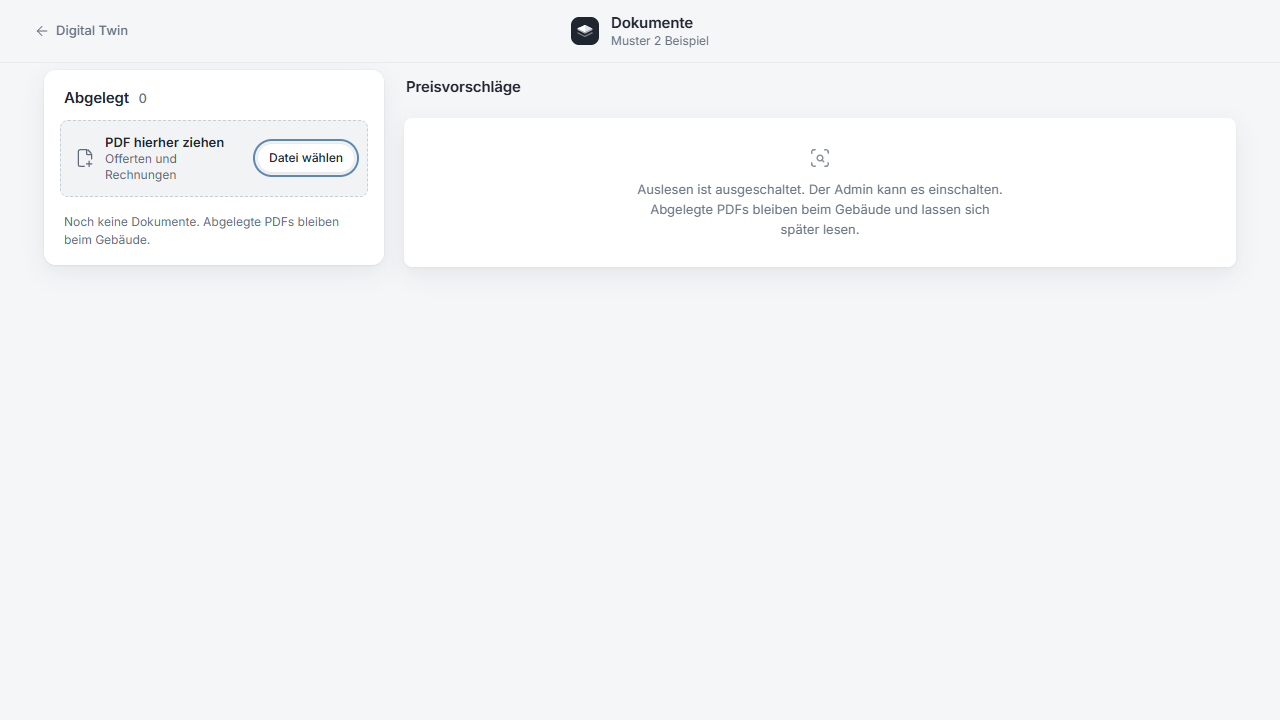 Digital Twin
Dokumente
Muster 2 Beispiel
Abgelegt 0
PDF hierher ziehen
Offerten und
Rechnungen
Datei wählen
Noch keine Dokumente. Abgelegte PDFs bleiben
beim Gebäude.
Preisvorschläge
Auslesen ist ausgeschaltet. Der Admin kann es einschalten.
Abgelegte PDFs bleiben beim Gebäude und lassen sich
später lesen.